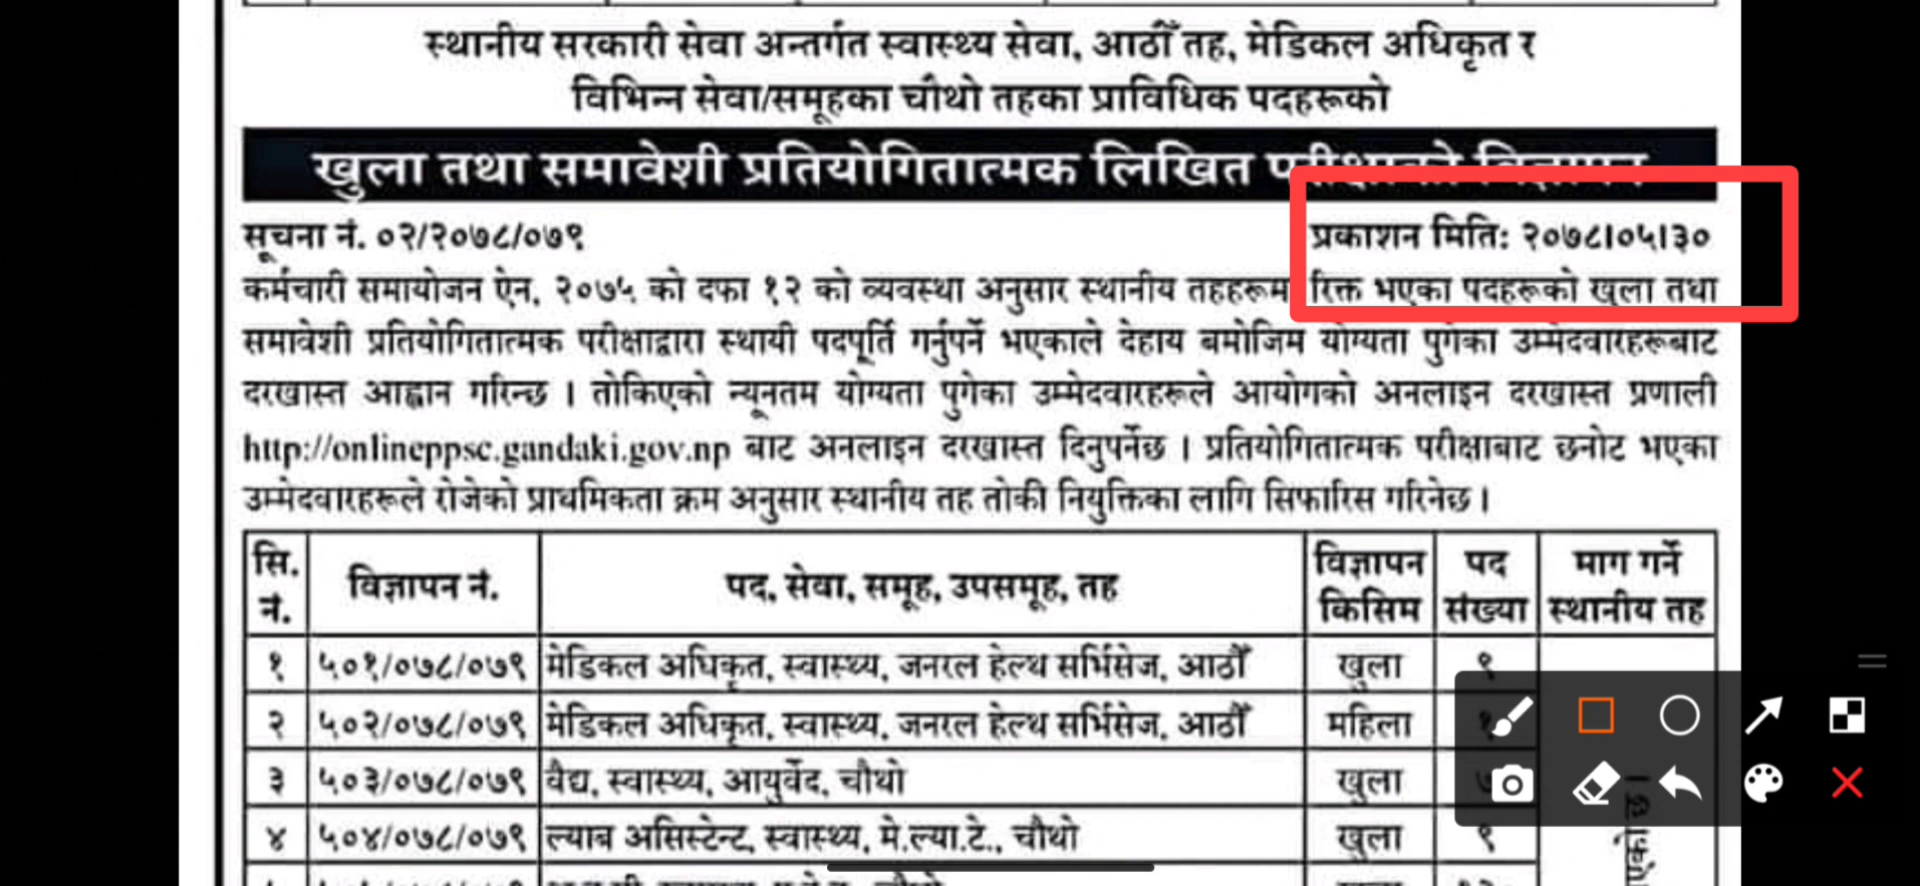 स्थानीय सरकारी सेवा अन्तर्गत स्वास्थ्य सेवा, आठौं तह, मेडिकल अधिकृत र
विभिन्न सेवा/समूहका चौथो तहका प्राविधिक पदहरूको
खुला तथा समावेशी प्रतियोगितात्मक लिखित परीक्षाको विज्ञापन
सूचना नं. ०२/२०७८/०७९ प्रकाशन मिति: २०७८।०५।३०
कर्मचारी समायोजन ऐन, २०७५ को दफा १२ को व्यवस्था अनुसार स्थानीय तहहरूमा रिक्त भएका पदहरूको खुला तथा
समावेशी प्रतियोगितात्मक परीक्षाद्वारा स्थायी पदपूर्ति गर्नुपर्ने भएकाले देहाय बमोजिम योग्यता पुगेका उम्मेदवारहरूबाट
दरखास्त आह्वान गरिन्छ । तोकिएको न्यूनतम योग्यता पुगेका उम्मेदवारहरूले आयोगको अनलाइन दरखास्त प्रणाली
http://onlineppsc.gandaki.gov.np बाट अनलाइन दरखास्त दिनुपर्नेछ । प्रतियोगितात्मक परीक्षाबाट छनोट भएका
उम्मेदवारहरूले रोजेको प्राथमिकता क्रम अनुसार स्थानीय तह तोकी नियुक्तिका लागि सिफारिस गरिनेछ ।
सि. नं. विज्ञापन नं. पद, सेवा, समूह, उपसमूह, तह विज्ञापन किसिम पद संख्या माग गर्ने स्थानीय तह
१ ५०१/०७८/०७९ मेडिकल अधिकृत, स्वास्थ्य, जनरल हेल्थ सर्भिसेज, आठौं खुला ९
२ ५०२/०७८/०७९ मेडिकल अधिकृत, स्वास्थ्य, जनरल हेल्थ सर्भिसेज, आठौं महिला
३ ५०३/०७८/०७९ वैद्य, स्वास्थ्य, आयुर्वेद, चौथो खुला
४ ५०४/०७८/०७९ ल्याब असिस्टेन्ट, स्वास्थ्य, मे.ल्या.टे., चौथो खुला ९